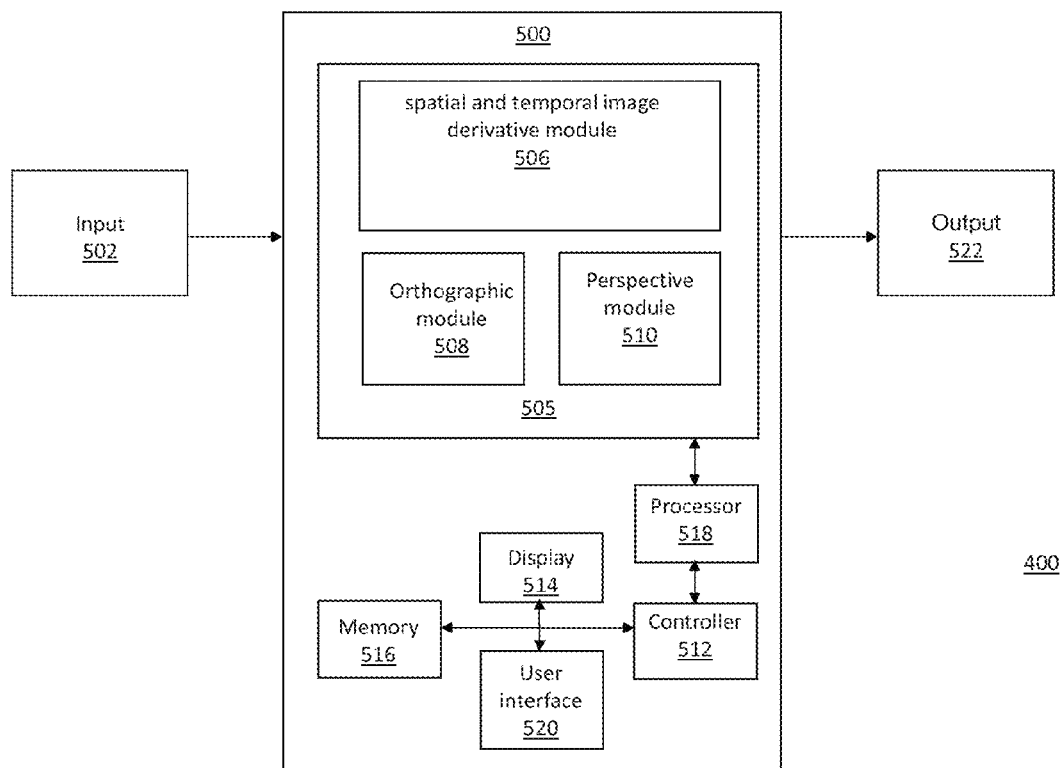 500
spatial and temporal image
derivative module
506
Input
502
Output
522
Orthographic
module
508
Perspective
module
510
505
Processor
518
Display
514
400
Memory
516
Controller
512
User
interface
520